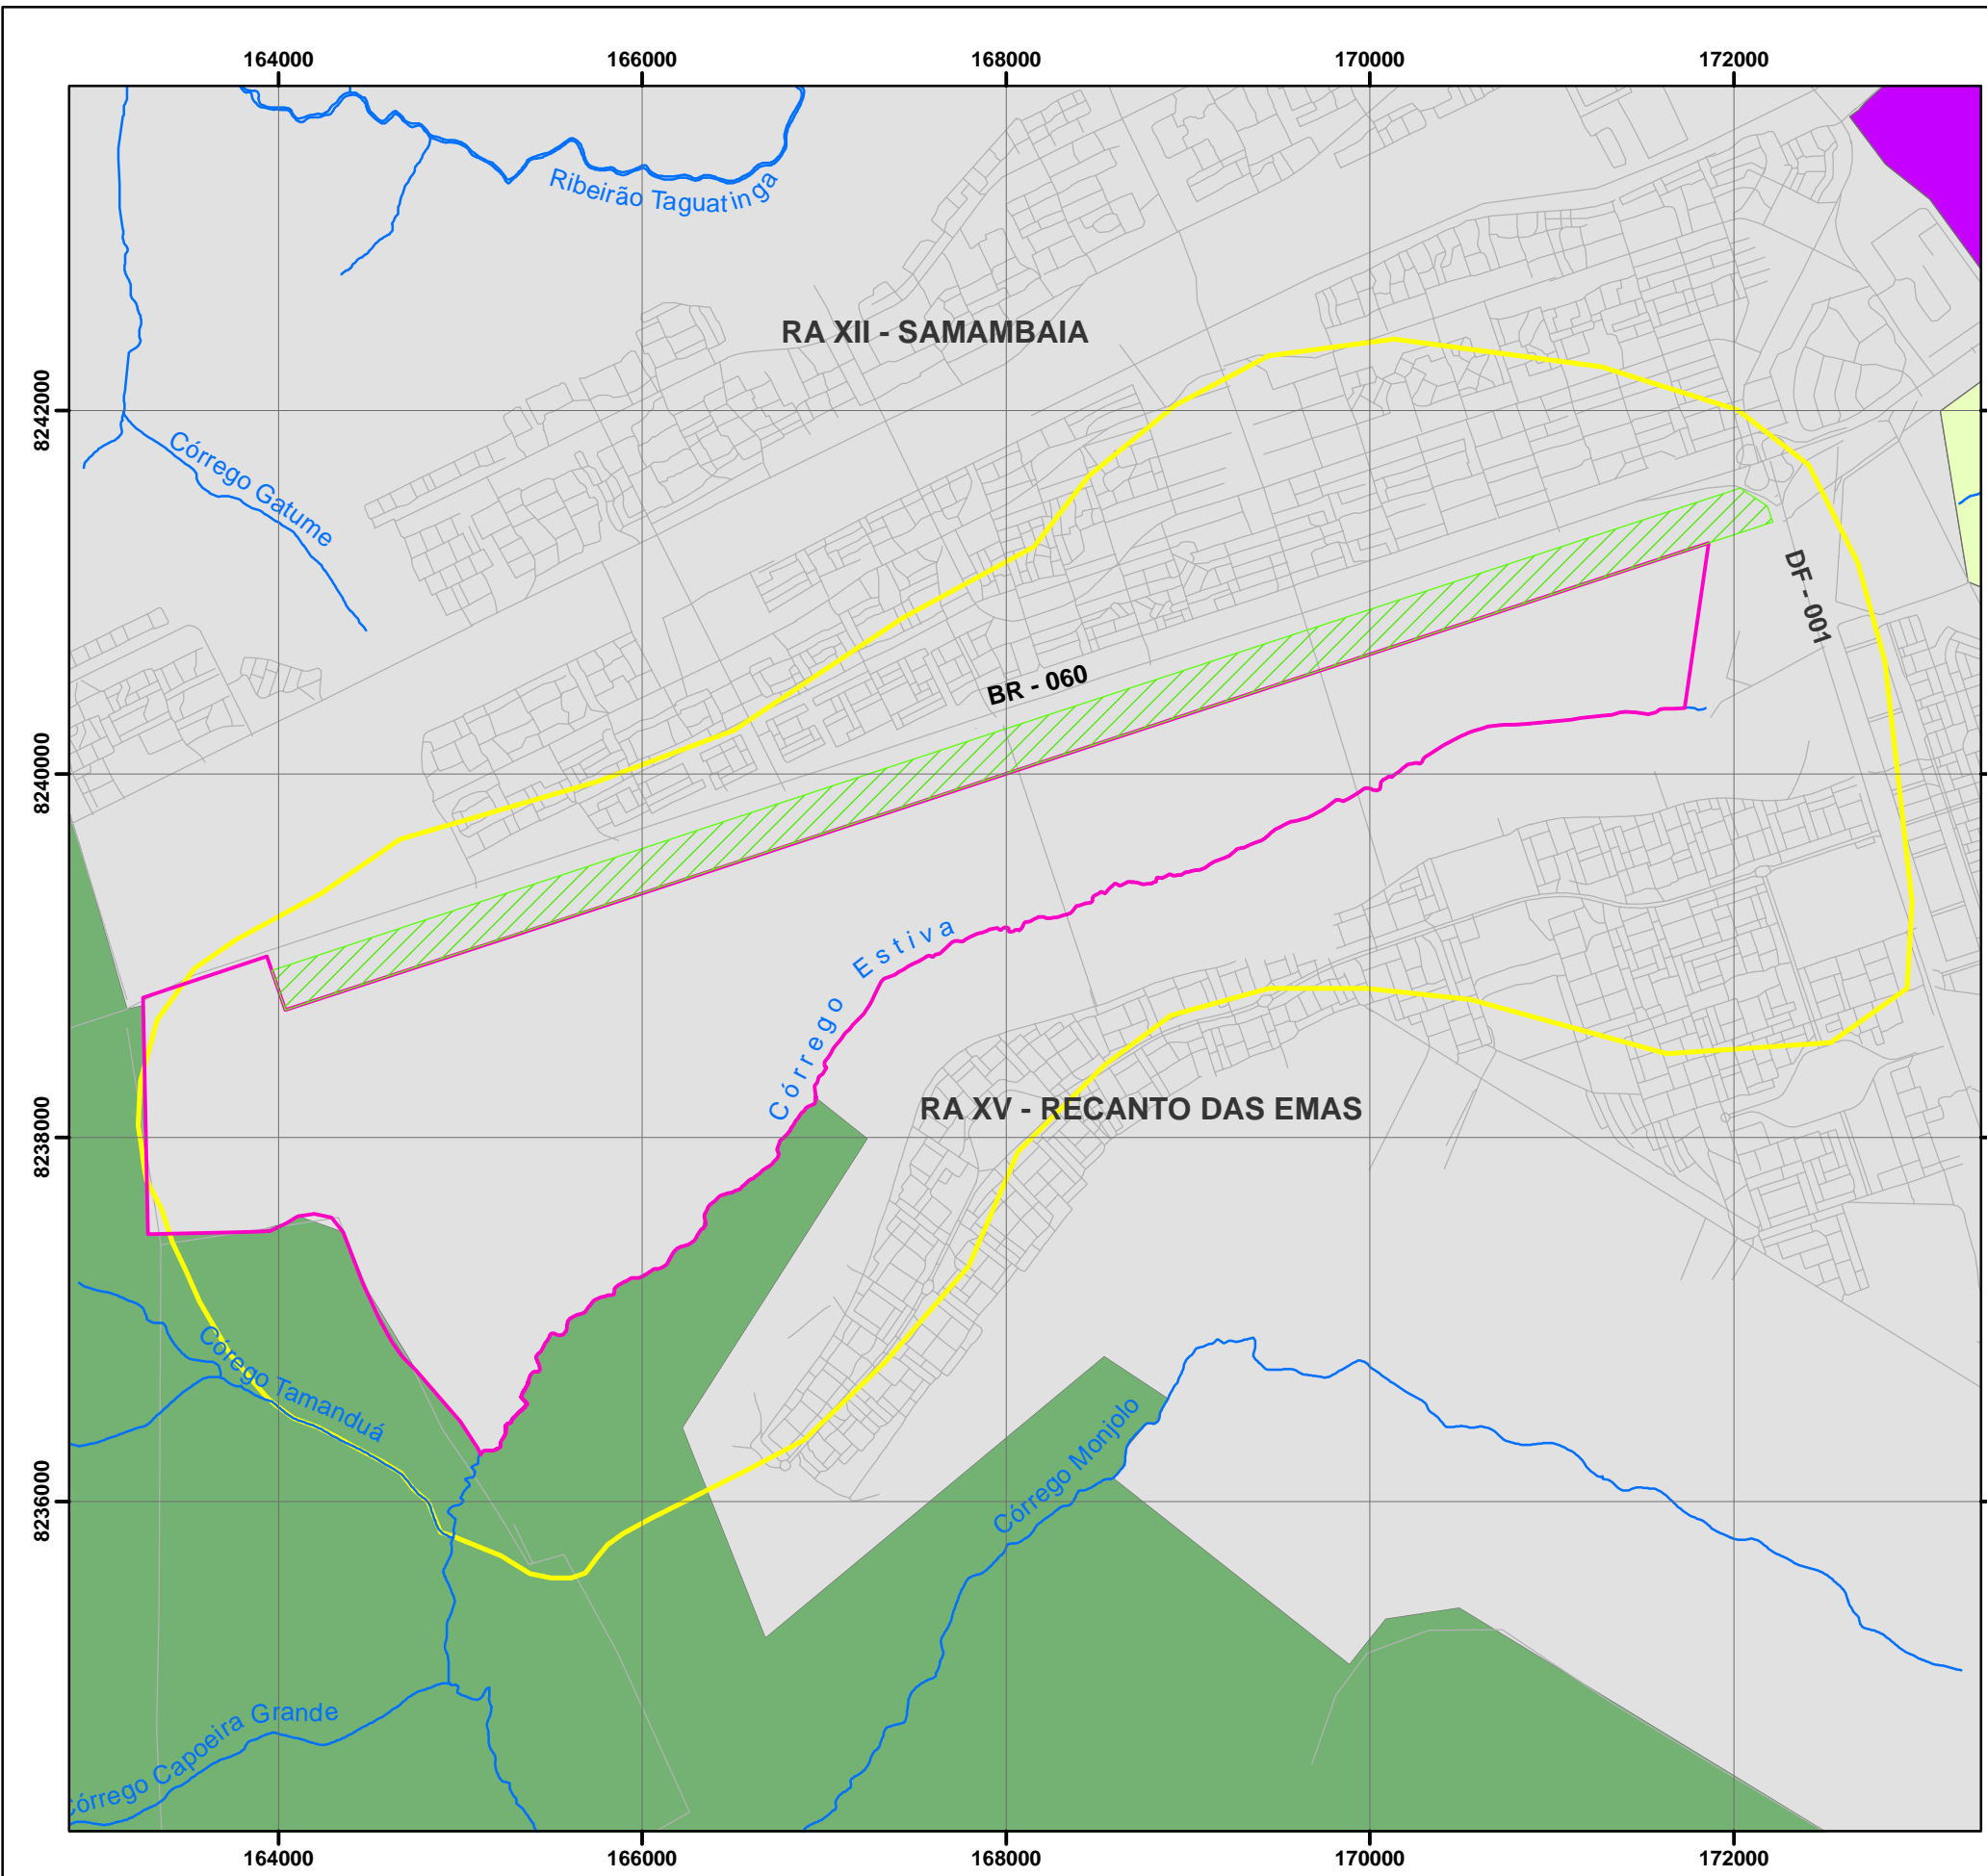 164000 166000 168000 170000 172000
Ribeirão Taguatinga
RA XII - SAMAMBAIA
8242000
Córrego Gatume
DF - 001
BR - 060
8240000
Córrego Estiva
RA XV - RECANTO DAS EMAS
8238000
Córego Tamanduá
Córrego Monjolo
8236000
Córrego Capoeira Grande
164000 166000 168000 170000 172000